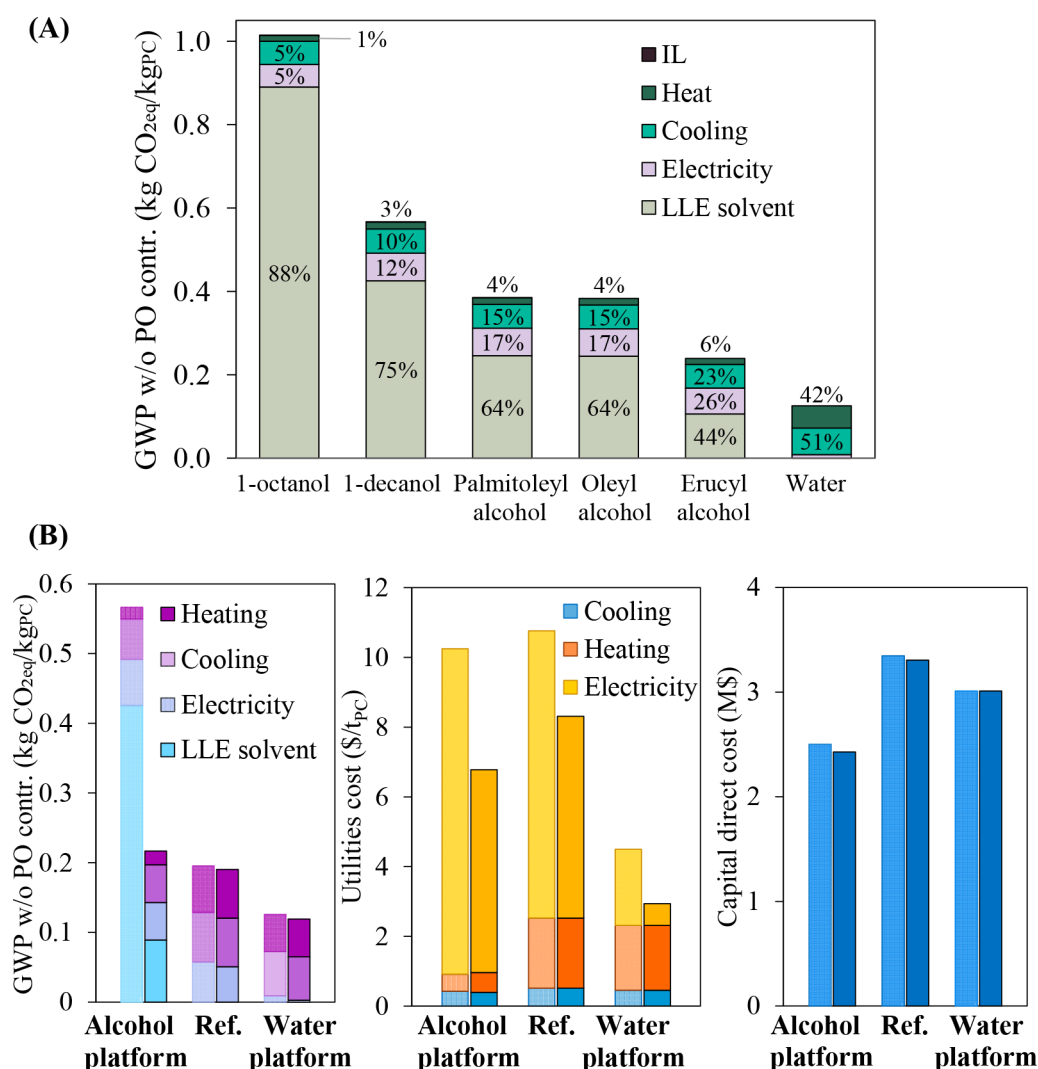 (A)
GWP w/o PO contr. (kg CO2eq/kgPC)
1.0
0.8
0.6
0.4
0.2
0.0
1%
5%
5%
88%
3%
10%
12%
75%
4%
15%
17%
64%
4%
15%
17%
64%
6%
23%
26%
44%
42%
51%
IL
Heat
Cooling
Electricity
LLE solvent
1-octanol
1-decanol
Palmitoleyl
alcohol
Oleyl
alcohol
Erucyl
alcohol
Water
(B)
GWP w/o PO contr. (kg CO2eq/kgPC)
0.6
0.5
0.4
0.3
0.2
0.1
0
Heating
Cooling
Electricity
LLE solvent
Alcohol
platform
Ref.
Water
platform
Utilities cost ($/tPC)
12
10
8
6
4
2
0
Cooling
Heating
Electricity
Alcohol
platform
Ref.
Water
platform
Capital direct cost (M$)
4
3
2
1
0
Alcohol
platform
Ref.
Water
platform